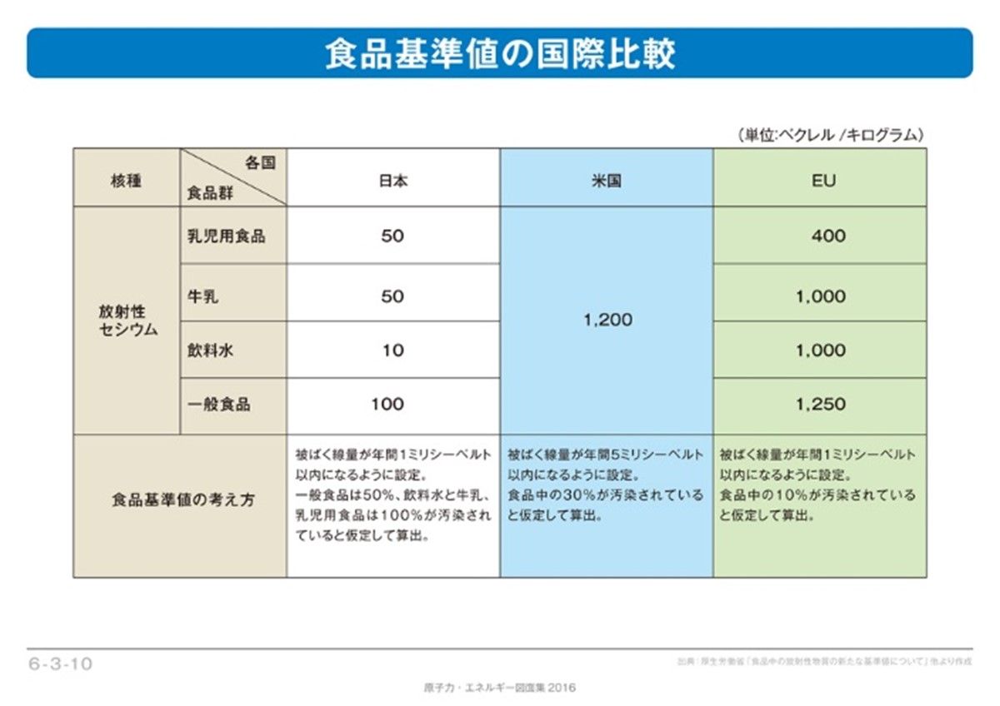 食品基準値の国際比較
(単位:ベクレル /キログラム)
核種
各国
食品群
日本
米国
EU
放射性
セシウム
乳児用食品
50
400
牛乳
50
1,000
1,200
飲料水
10
1,000
一般食品
100
1,250
食品基準値の考え方
被ばく線量が年間1ミリシーベルト
以内になるように設定。
一般食品は50%、飲料水と牛乳、
乳児用食品は100%が汚染され
ていると仮定して算出。
被ばく線量が年間5ミリシーベルト
以内になるように設定。
食品中の30%が汚染されている
と仮定して算出。
被ばく線量が年間1ミリシーベルト
以内になるように設定。
食品中の10%が汚染されている
と仮定して算出。
6-3-10
出典:厚生労働省「食品中の放射性物質の新たな基準値について」他より作成
原子力・エネルギー図面集 2016